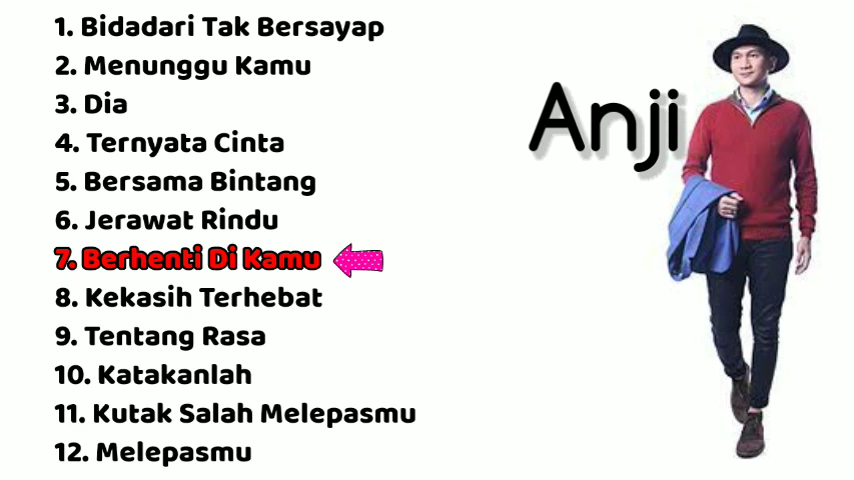 1. Bidadari Tak Bersayap
2. Menunggu Kamu
3. Dia
4. Ternyata Cinta
5. Bersama Bintang
6. Jerawat Rindu
7. Berhenti Di Kamu
8. Kekasih Terhebat
9. Tentang Rasa
10. Katakanlah
11. Kutak Salah Melepasmu
12. Melepasmu
Anji